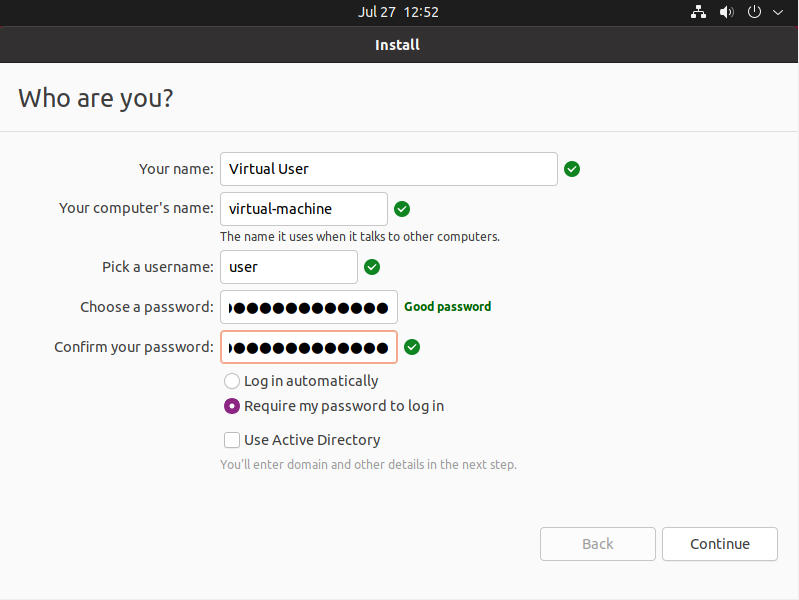 Jul 27 12:52
Install
Who are you?
Your name: Virtual User
Your computer's name: virtual-machine
The name it uses when it talks to other computers.
Pick a username: user
Choose a password: Good password
Confirm your password:
Log in automatically
Require my password to log in
Use Active Directory
You'll enter domain and other details in the next step.
Back Continue